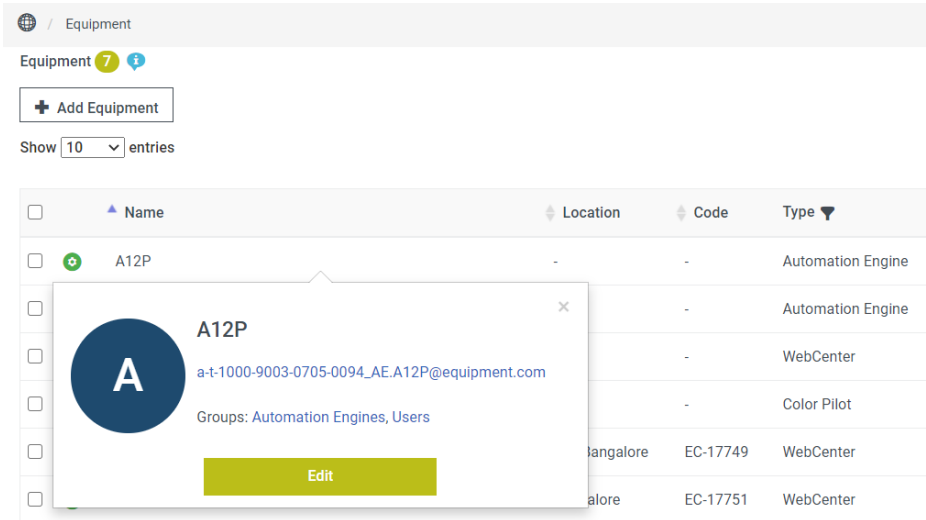 / Equipment
Equipment 7 i
Add Equipment
Show 10 entries
Name Location Code Type
A12P - - Automation Engine
- Automation Engine
- WebCenter
- Color Pilot
Bangalore EC-17749 WebCenter
EC-17751 WebCenter
×
A
A12P
a-t-1000-9003-0705-0094_AE.A12P@equipment.com
Groups: Automation Engines, Users
Edit